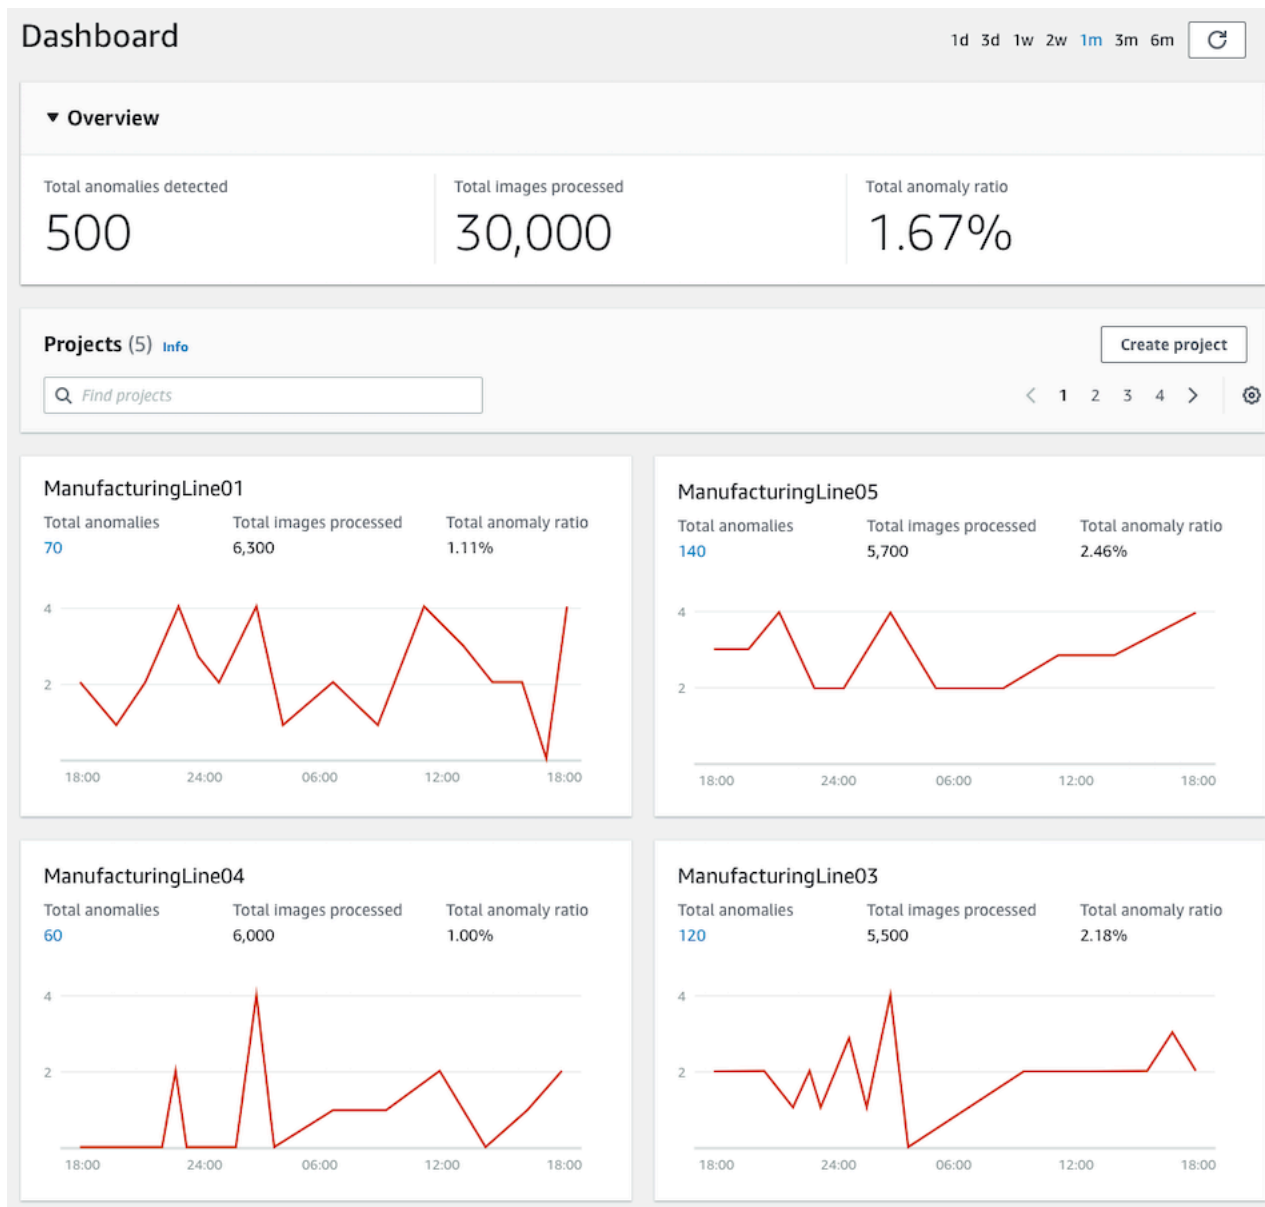 Dashboard
1d 3d 1w 2w 1m 3m 6m
Overview
Total anomalies detected
500
Total images processed
30,000
Total anomaly ratio
1.67%
Projects (5) Info
Create project
Find projects
1 2 3 4
ManufacturingLine01
Total anomalies Total images processed Total anomaly ratio
70 6,300 1.11%
4
2
18:00 24:00 06:00 12:00 18:00
ManufacturingLine05
Total anomalies Total images processed Total anomaly ratio
140 5,700 2.46%
4
2
18:00 24:00 06:00 12:00 18:00
ManufacturingLine04
Total anomalies Total images processed Total anomaly ratio
60 6,000 1.00%
4
2
18:00 24:00 06:00 12:00 18:00
ManufacturingLine03
Total anomalies Total images processed Total anomaly ratio
120 5,500 2.18%
4
2
18:00 24:00 06:00 12:00 18:00